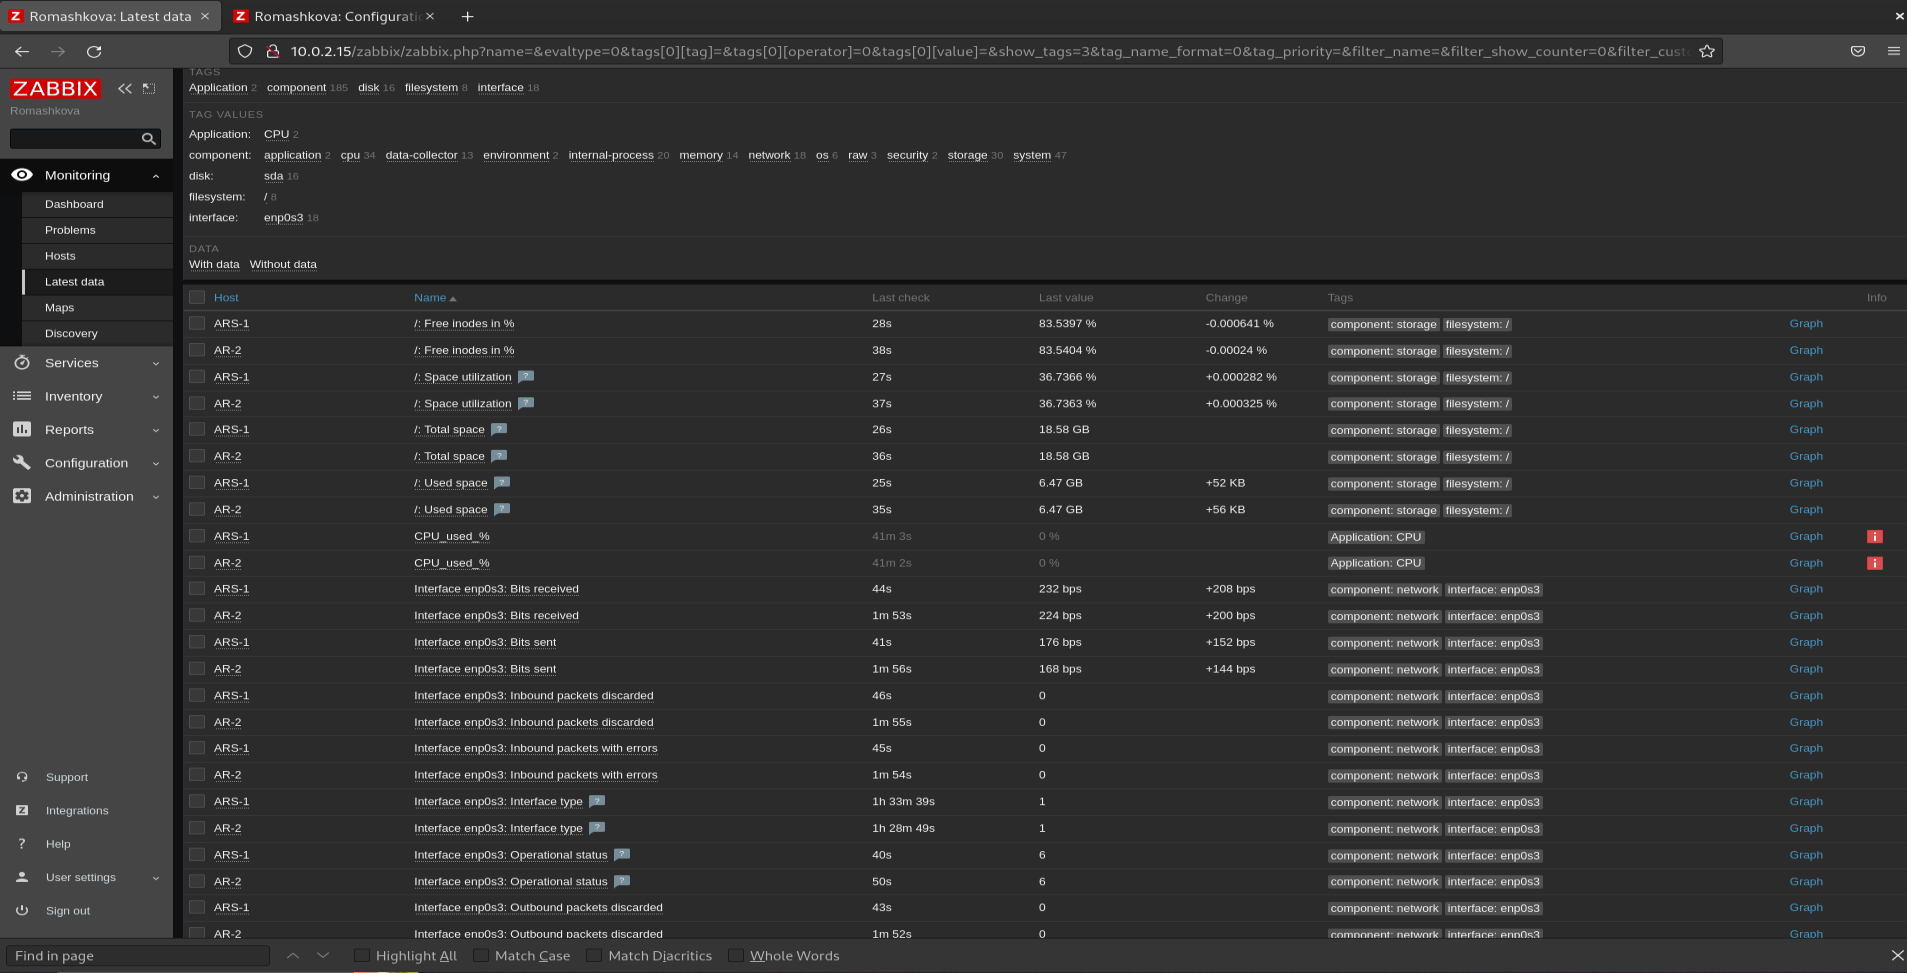 Romashkova: Latest data
Romashkova: Configurati
10.0.2.15/zabbix/zabbix.php?name=&evaltype=0&tags[0][tag]=&tags[0][operator]=0&tags[0][value]=&show_tags=3&tag_name_format=0&tag_priority=&filter_name=&filter_show_counter=0&filter_cust
ZABBIX
Romashkova
Monitoring
Dashboard
Problems
Hosts
Latest data
Maps
Discovery
Services
Inventory
Reports
Configuration
Administration
Support
Integrations
Help
User settings
Sign out
TAGS
Application 2 component 185 disk 16 filesystem 8 interface 18
TAG VALUES
Application: CPU 2
component: application 2 cpu 34 data-collector 13 environment 2 internal-process 20 memory 14 network 18 os 6 raw 3 security 2 storage 30 system 47
disk: sda 16
filesystem: / 8
interface: enp0s3 18
DATA
With data Without data
Host Name Last check Last value Change Tags Info
ARS-1 /: Free inodes in % 28s 83.5397 % -0.000641 % component: storage filesystem: / Graph
AR-2 /: Free inodes in % 38s 83.5404 % -0.00024 % component: storage filesystem: / Graph
ARS-1 /: Space utilization ? 27s 36.7366 % +0.000282 % component: storage filesystem: / Graph
AR-2 /: Space utilization ? 37s 36.7363 % +0.000325 % component: storage filesystem: / Graph
ARS-1 /: Total space ? 26s 18.58 GB component: storage filesystem: / Graph
AR-2 /: Total space ? 36s 18.58 GB component: storage filesystem: / Graph
ARS-1 /: Used space ? 25s 6.47 GB +52 KB component: storage filesystem: / Graph
AR-2 /: Used space ? 35s 6.47 GB +56 KB component: storage filesystem: / Graph
ARS-1 CPU_used_% 41m 3s 0 % Application: CPU Graph i
AR-2 CPU_used_% 41m 2s 0 % Application: CPU Graph i
ARS-1 Interface enp0s3: Bits received 44s 232 bps +208 bps component: network interface: enp0s3 Graph
AR-2 Interface enp0s3: Bits received 1m 53s 224 bps +200 bps component: network interface: enp0s3 Graph
ARS-1 Interface enp0s3: Bits sent 41s 176 bps +152 bps component: network interface: enp0s3 Graph
AR-2 Interface enp0s3: Bits sent 1m 56s 168 bps +144 bps component: network interface: enp0s3 Graph
ARS-1 Interface enp0s3: Inbound packets discarded 46s 0 component: network interface: enp0s3 Graph
AR-2 Interface enp0s3: Inbound packets discarded 1m 55s 0 component: network interface: enp0s3 Graph
ARS-1 Interface enp0s3: Inbound packets with errors 45s 0 component: network interface: enp0s3 Graph
AR-2 Interface enp0s3: Inbound packets with errors 1m 54s 0 component: network interface: enp0s3 Graph
ARS-1 Interface enp0s3: Interface type ? 1h 33m 39s 1 component: network interface: enp0s3 Graph
AR-2 Interface enp0s3: Interface type ? 1h 28m 49s 1 component: network interface: enp0s3 Graph
ARS-1 Interface enp0s3: Operational status ? 40s 6 component: network interface: enp0s3 Graph
AR-2 Interface enp0s3: Operational status ? 50s 6 component: network interface: enp0s3 Graph
ARS-1 Interface enp0s3: Outbound packets discarded 43s 0 component: network interface: enp0s3 Graph
AR-2 Interface enp0s3: Outbound packets discarded 1m 52s 0 component: network interface: enp0s3 Graph
Find in page Highlight All Match Case Match Diacritics Whole Words